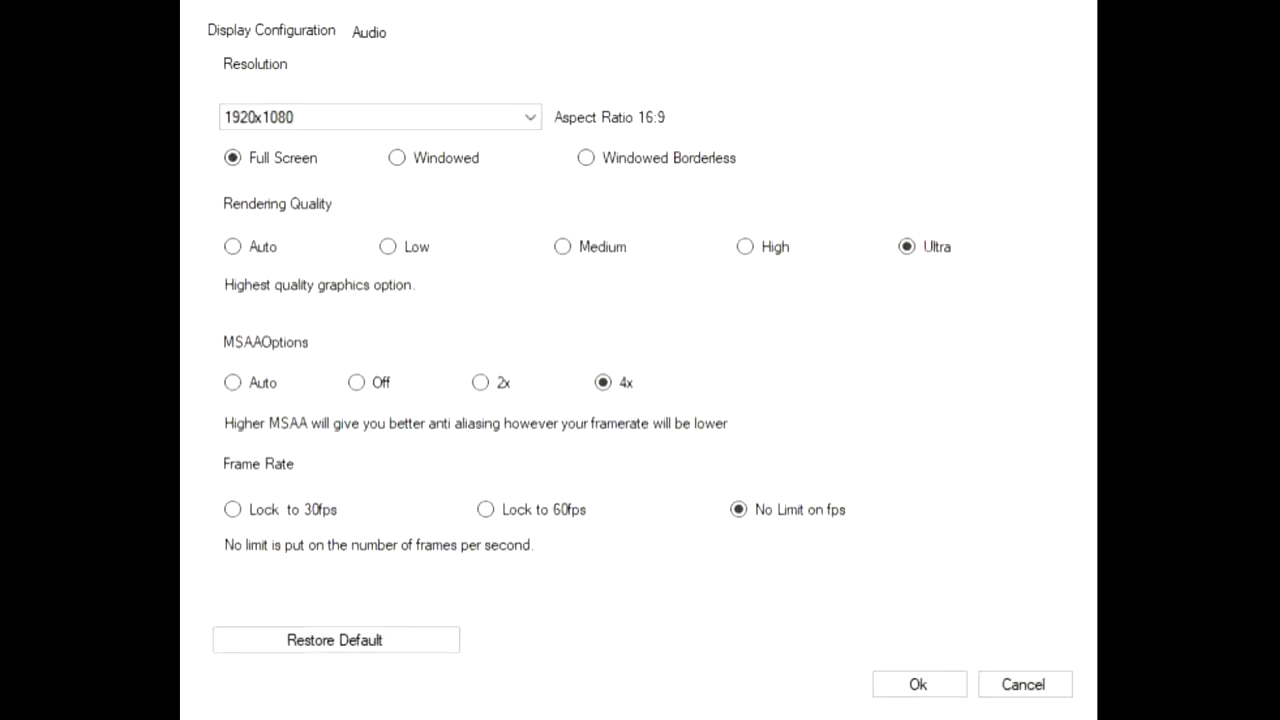 Display Configuration Audio
Resolution
1920x1080 Aspect Ratio 16:9
Full Screen Windowed Windowed Borderless
Rendering Quality
Auto Low Medium High Ultra
Highest quality graphics option.
MSAAOptions
Auto Off 2x 4x
Higher MSAA will give you better anti aliasing however your framerate will be lower
Frame Rate
Lock to 30fps Lock to 60fps No Limit on fps
No limit is put on the number of frames per second.
Restore Default
Ok Cancel